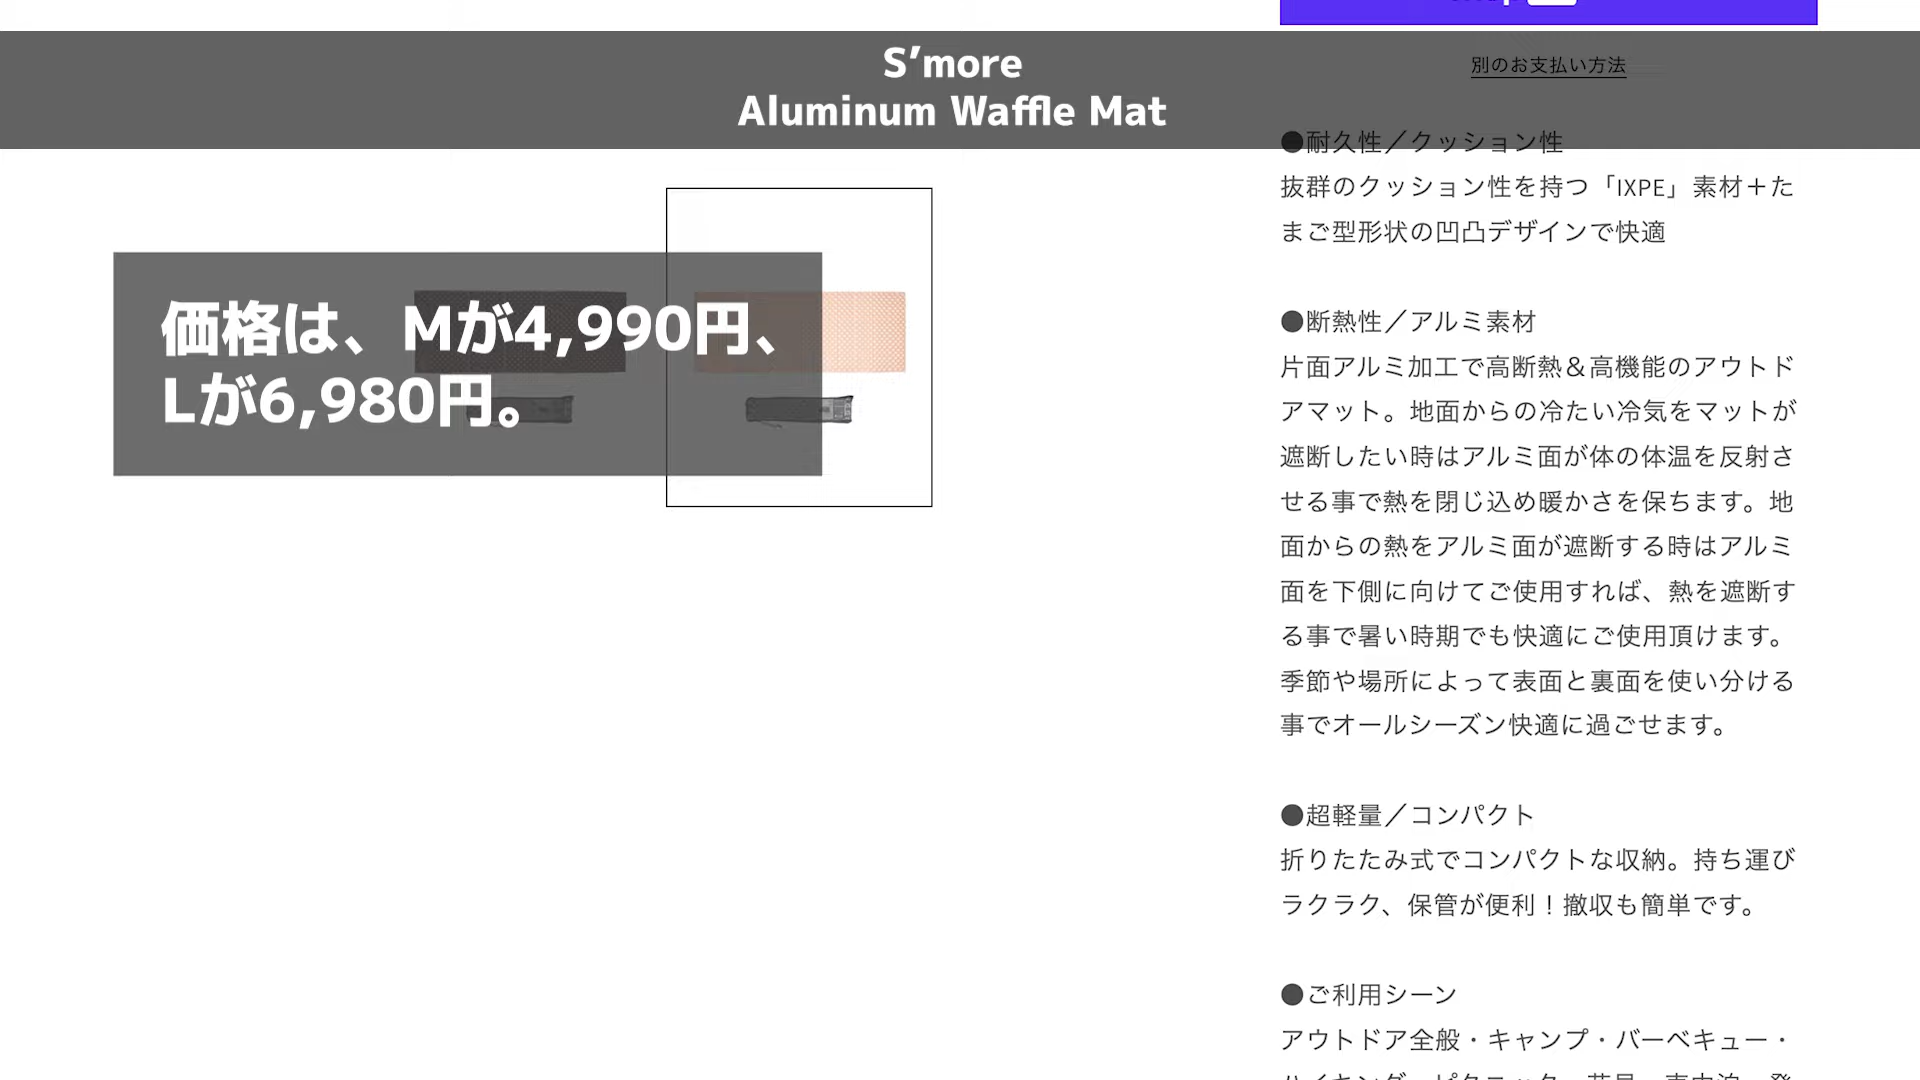 S’more
Aluminum Waffle Mat
別のお支払い方法
価格は、Mが4,990円、
Lが6,980円。
●耐久性／クッション性
抜群のクッション性を持つ「IXPE」素材＋た
まご型形状の凹凸デザインで快適
●断熱性／アルミ素材
片面アルミ加工で高断熱＆高機能のアウトド
アマット。地面からの冷たい冷気をマットが
遮断したい時はアルミ面が体の体温を反射さ
せる事で熱を閉じ込め暖かさを保ちます。地
面からの熱をアルミ面が遮断する時はアルミ
面を下側に向けてご使用すれば、熱を遮断す
る事で暑い時期でも快適にご使用頂けます。
季節や場所によって表面と裏面を使い分ける
事でオールシーズン快適に過ごせます。
●超軽量／コンパクト
折りたたみ式でコンパクトな収納。持ち運び
ラクラク、保管が便利！撤収も簡単です。
●ご利用シーン
アウトドア全般・キャンプ・バーベキュー・